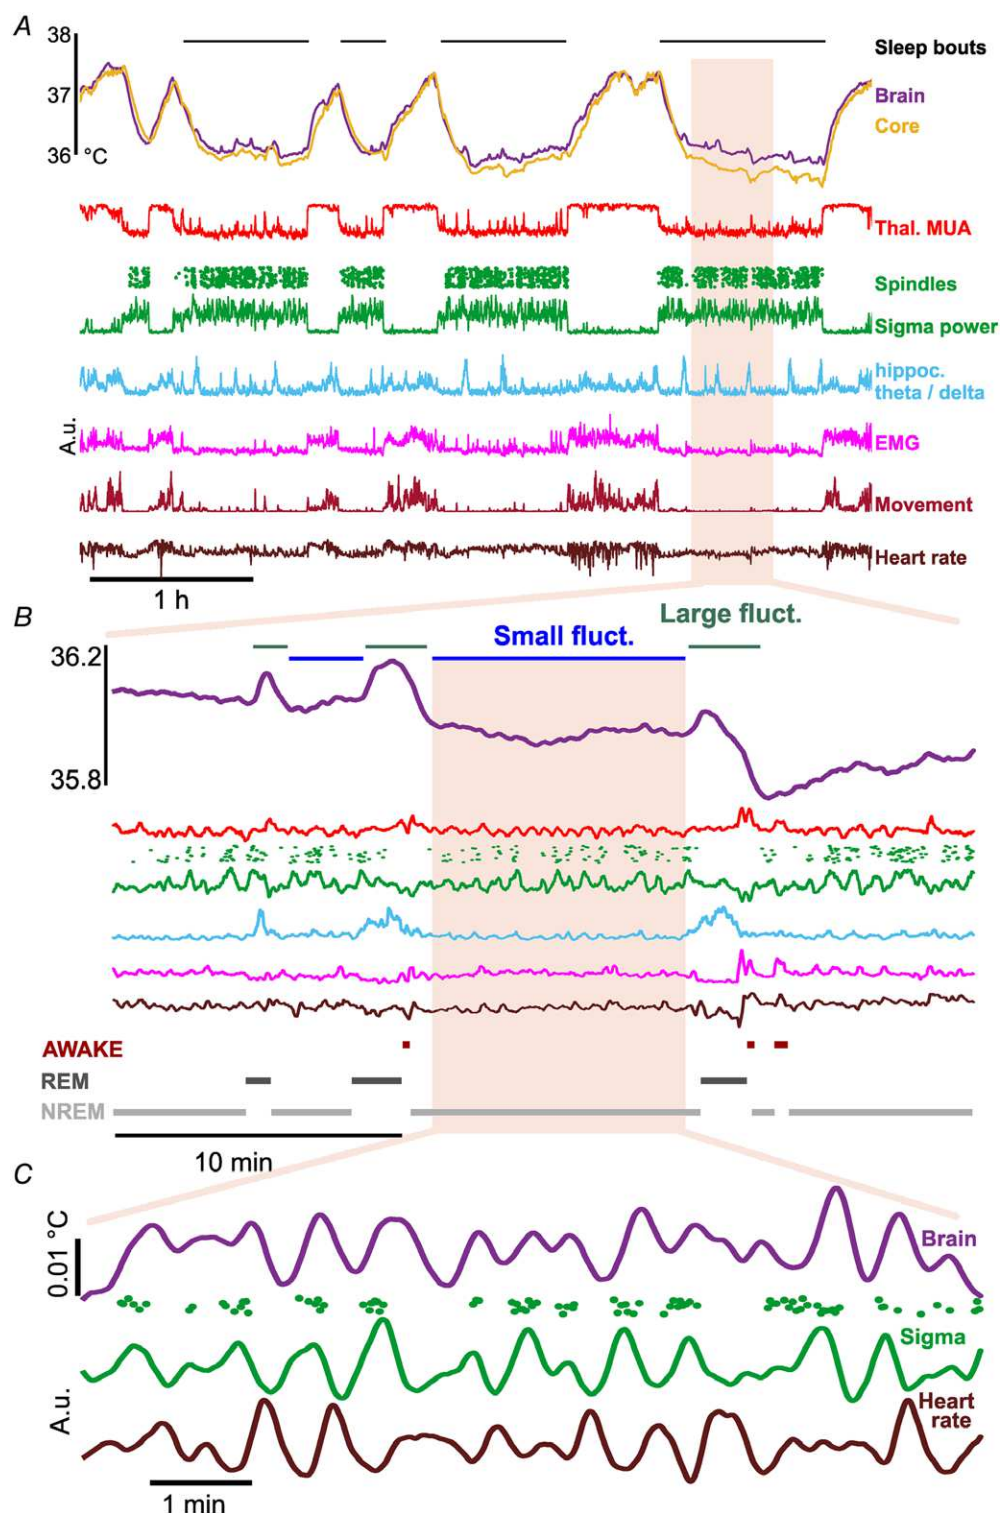 A
38
37
36
°C
Sleep bouts
Brain
Core
Thal. MUA
Spindles
Sigma power
hippoc.
theta / delta
A.u.
EMG
Movement
Heart rate
1 h
B
Large fluct.
Small fluct.
36.2
35.8
AWAKE
REM
NREM
10 min
C
0.01 °C
Brain
Sigma
A.u.
Heart
rate
1 min